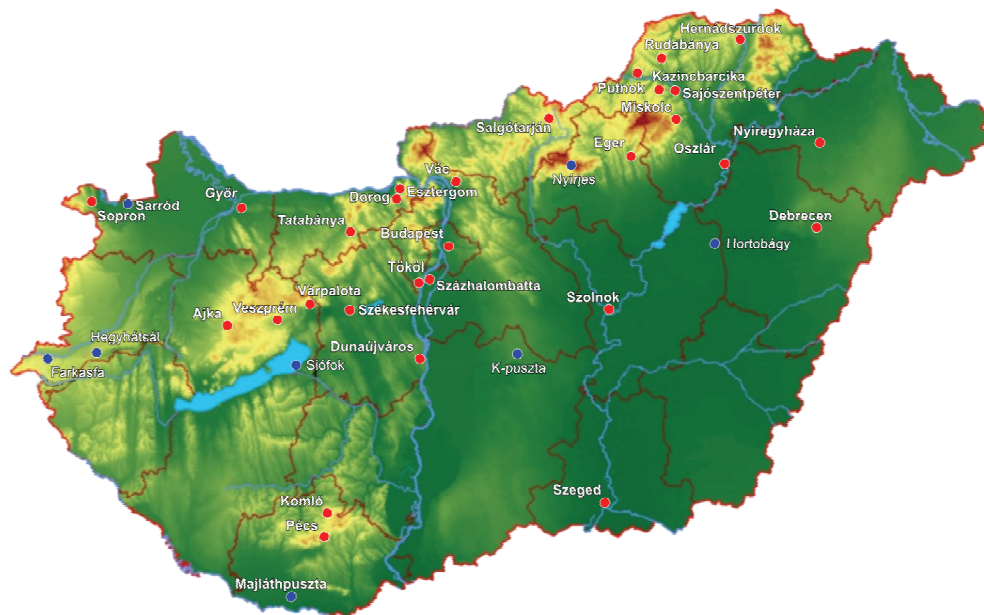 Hernádszurdok
Rudabánya
Kazincbarcika
Putnok
Sajószentpéter
Miskolc
Salgótarján
Nyíregyháza
Eger
Oszlár
Vác
Nyírjes
Esztergom
Dorog
Sarród
Győr
Sopron
Tatabánya
Debrecen
Budapest
Hortobágy
Tököl
Százhalombatta
Várpalota
Szolnok
Ajka
Veszprém
Székesfehérvár
Hegyhátsál
Dunaújváros
Farkasfa
Siófok
K-puszta
Szeged
Komló
Pécs
Majláthpuszta